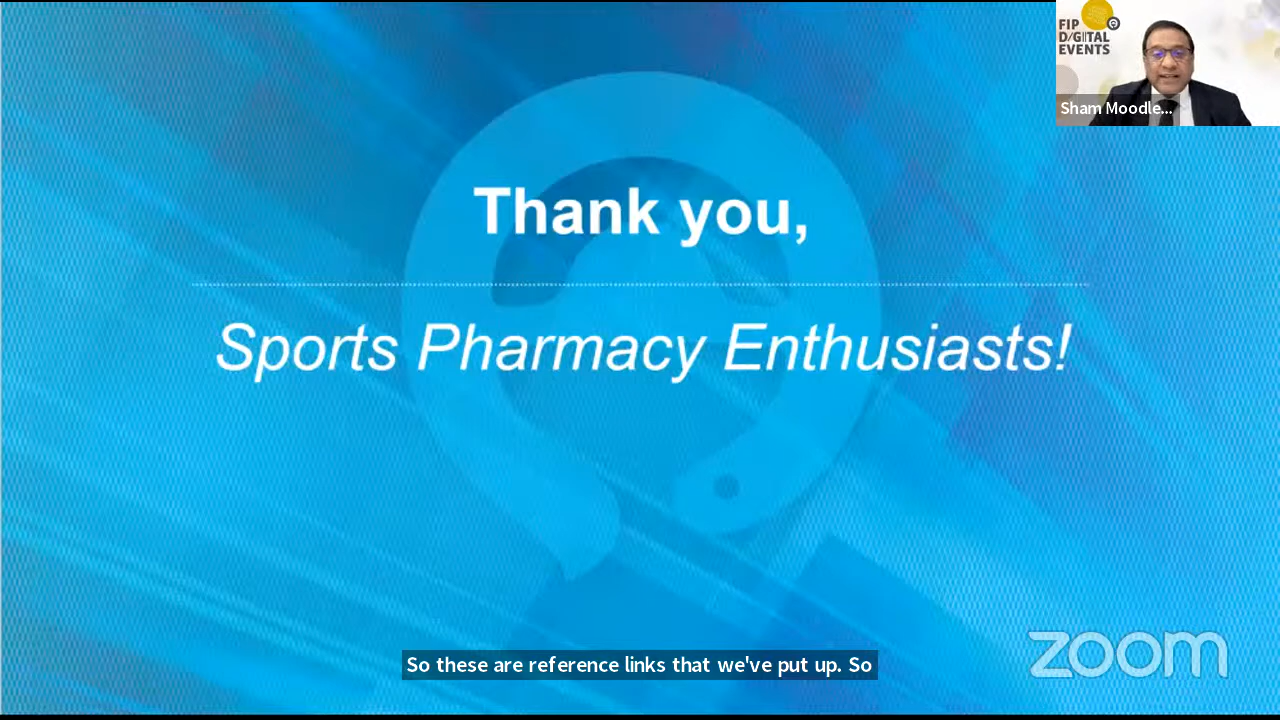 FIP
DIGITAL
EVENTS
Sham Moodle...
Thank you,
Sports Pharmacy Enthusiasts!
So these are reference links that we've put up. So
zoom